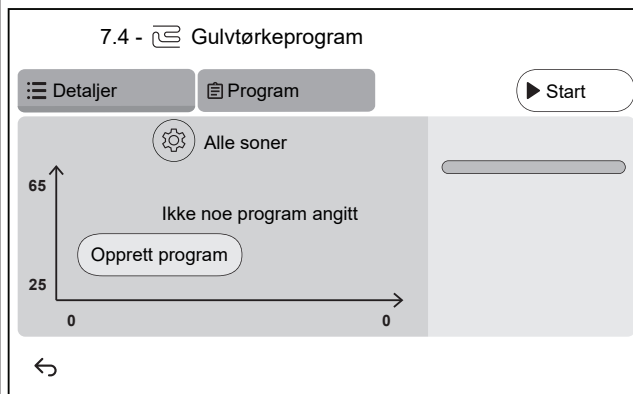 7.4 - Gulvtørkeprogram
Detaljer
Program
Start
Alle soner
65
Ikke noe program angitt
Opprett program
25
0
0